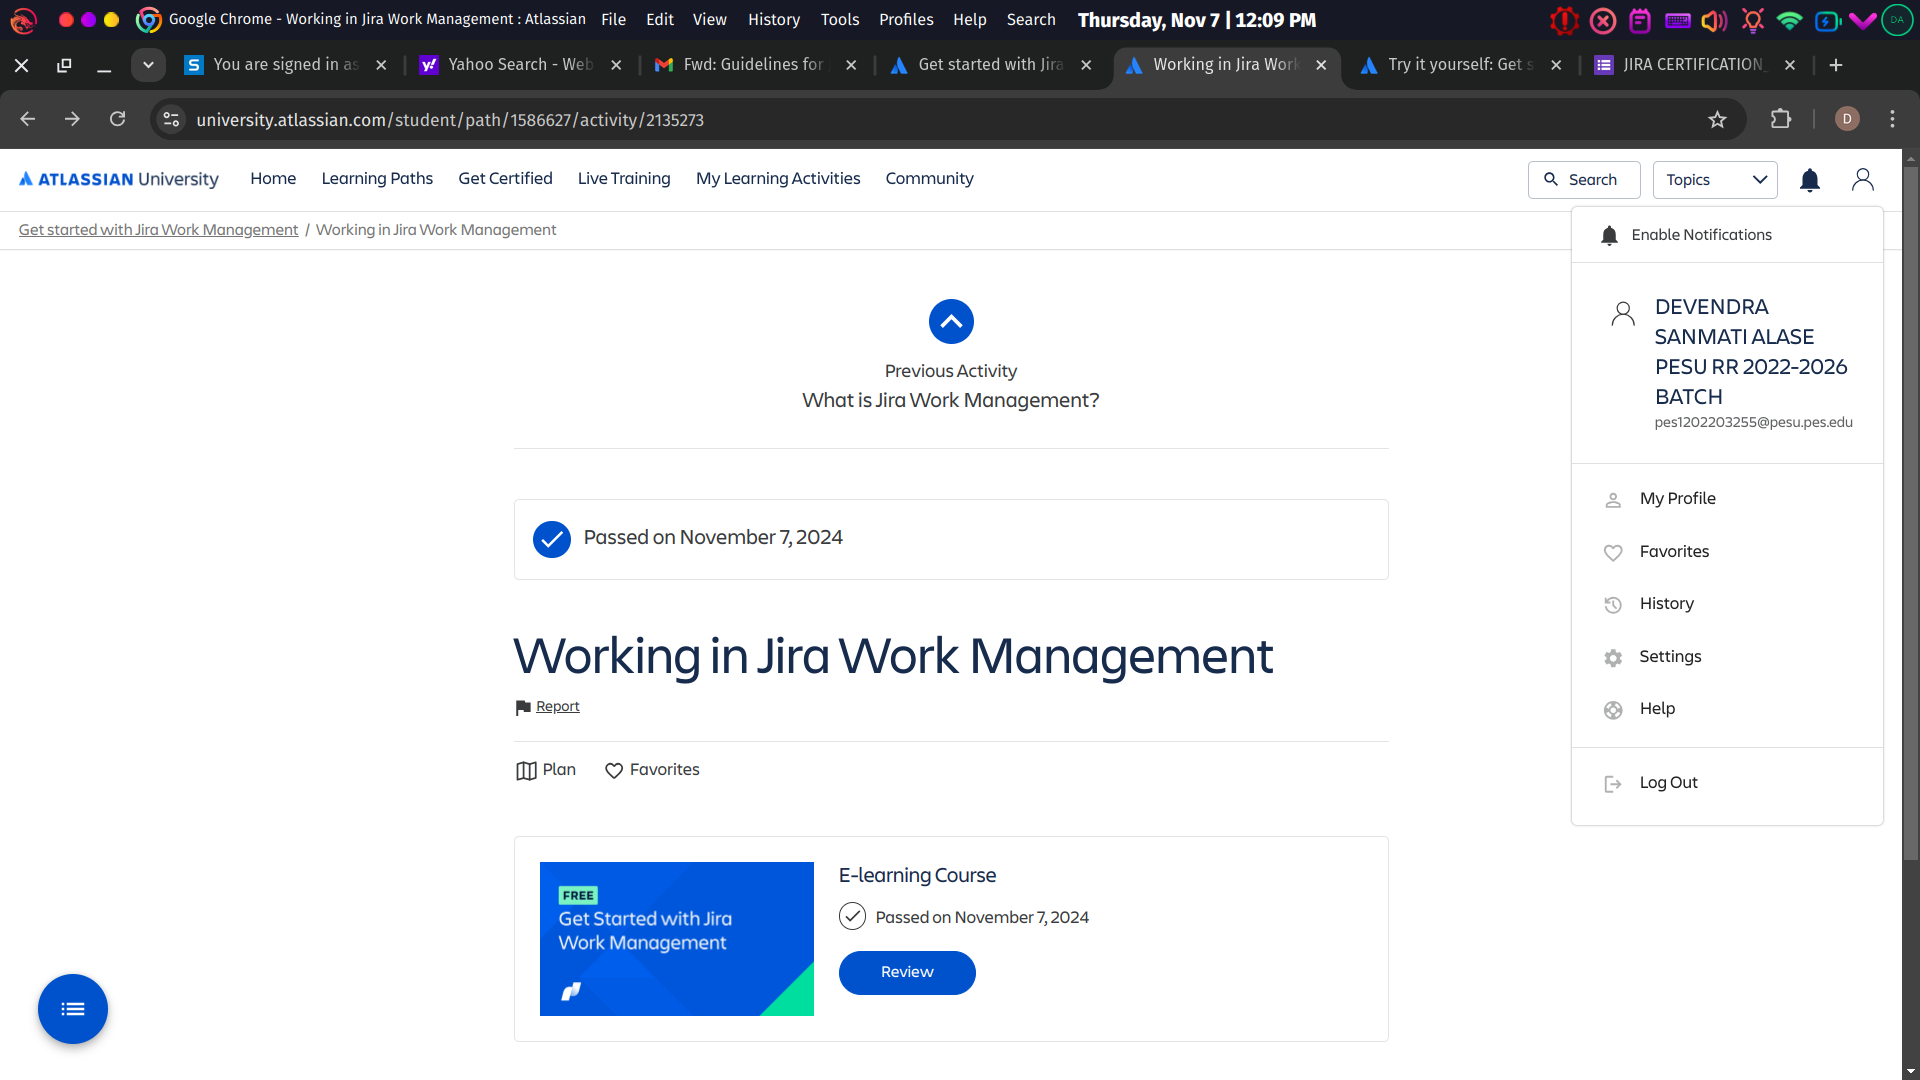 Google Chrome - Working in Jira Work Management : Atlassian File Edit View History Tools Profiles Help Search Thursday, Nov 7 | 12:09 PM DA
You are signed in as Yahoo Search - Web Fwd: Guidelines for Get started with Jira Working in Jira Work Try it yourself: Get s JIRA CERTIFICATION_
university.atlassian.com/student/path/1586627/activity/2135273 D
ATLASSIAN University Home Learning Paths Get Certified Live Training My Learning Activities Community Search Topics
Get started with Jira Work Management / Working in Jira Work Management
Enable Notifications
DEVENDRA
SANMATI ALASE
PESU RR 2022-2026
BATCH
pes1202203255@pesu.pes.edu
My Profile
Favorites
History
Settings
Help
Log Out
Previous Activity
What is Jira Work Management?
Passed on November 7, 2024
Working in Jira Work Management
Report
Plan Favorites
FREE
Get Started with Jira
Work Management
E-learning Course
Passed on November 7, 2024
Review